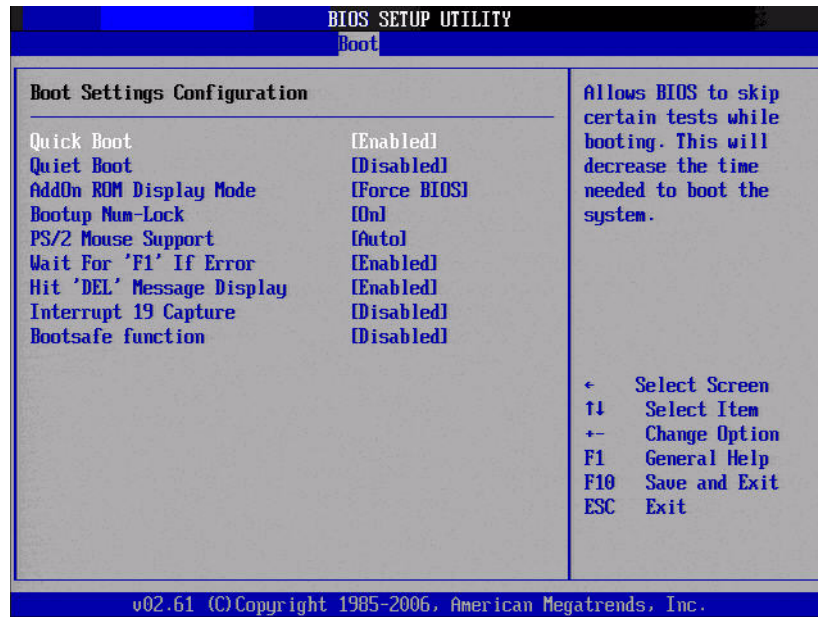 BIOS SETUP UTILITY
Boot
Boot Settings Configuration
Quick Boot [Enabled]
Quiet Boot [Disabled]
AddOn ROM Display Mode [Force BIOS]
Bootup Num-Lock [On]
PS/2 Mouse Support [Auto]
Wait For 'F1' If Error [Enabled]
Hit 'DEL' Message Display [Enabled]
Interrupt 19 Capture [Disabled]
Bootsafe function [Disabled]
Allows BIOS to skip
certain tests while
booting. This will
decrease the time
needed to boot the
system.
← Select Screen
↑↓ Select Item
+- Change Option
F1 General Help
F10 Save and Exit
ESC Exit
v02.61 (C)Copyright 1985-2006, American Megatrends, Inc.